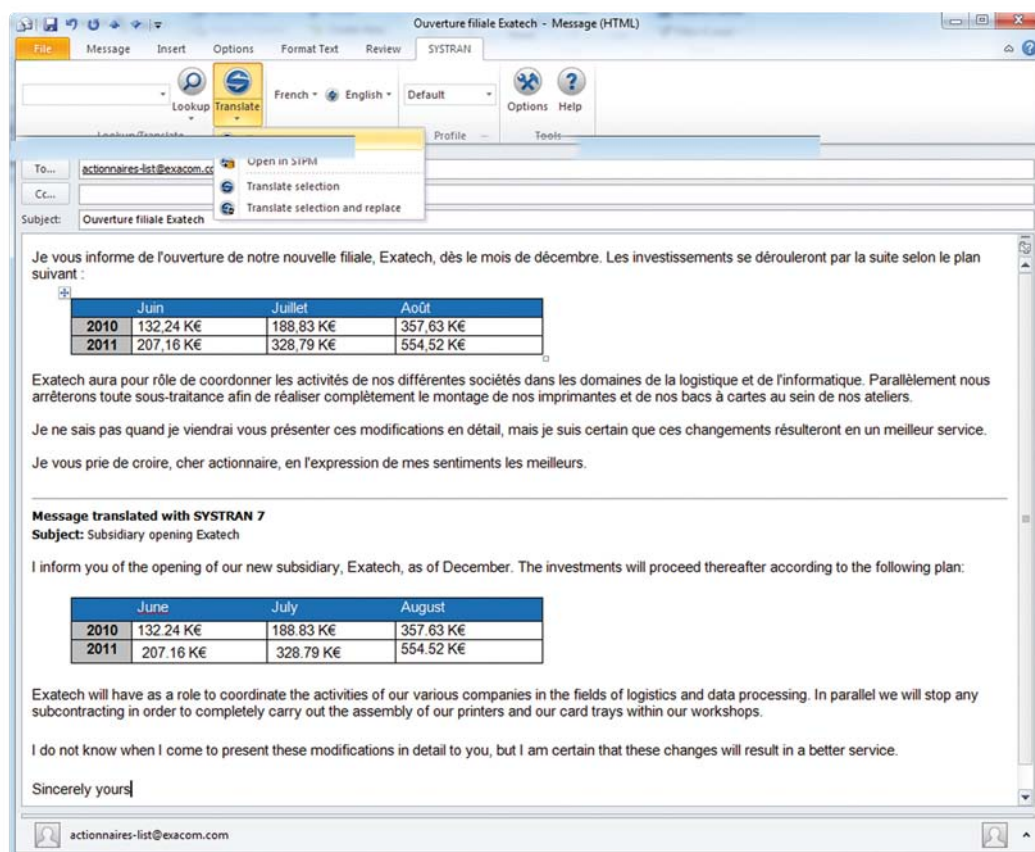 Ouverture filiale Exatech - Message (HTML)
File Message Insert Options Format Text Review SYSTRAN
Lookup Translate French English Default Options Help
Lookup/Translate Profile Tools
To... actionnaires-list@exacom.co
Open in STPM
Cc...
Translate selection
Translate selection and replace
Subject: Ouverture filiale Exatech
Je vous informe de l'ouverture de notre nouvelle filiale, Exatech, dès le mois de décembre. Les investissements se dérouleront par la suite selon le plan
suivant :
Juin Juillet Août
2010 132,24 K€ 188,83 K€ 357,63 K€
2011 207,16 K€ 328,79 K€ 554,52 K€
Exatech aura pour rôle de coordonner les activités de nos différentes sociétés dans les domaines de la logistique et de l'informatique. Parallèlement nous
arrêterons toute sous-traitance afin de réaliser complètement le montage de nos imprimantes et de nos bacs à cartes au sein de nos ateliers.
Je ne sais pas quand je viendrai vous présenter ces modifications en détail, mais je suis certain que ces changements résulteront en un meilleur service.
Je vous prie de croire, cher actionnaire, en l'expression de mes sentiments les meilleurs.
Message translated with SYSTRAN 7
Subject: Subsidiary opening Exatech
I inform you of the opening of our new subsidiary, Exatech, as of December. The investments will proceed thereafter according to the following plan:
June July August
2010 132.24 K€ 188.83 K€ 357.63 K€
2011 207.16 K€ 328.79 K€ 554.52 K€
Exatech will have as a role to coordinate the activities of our various companies in the fields of logistics and data processing. In parallel we will stop any
subcontracting in order to completely carry out the assembly of our printers and our card trays within our workshops.
I do not know when I come to present these modifications in detail to you, but I am certain that these changes will result in a better service.
Sincerely yours
actionnaires-list@exacom.com